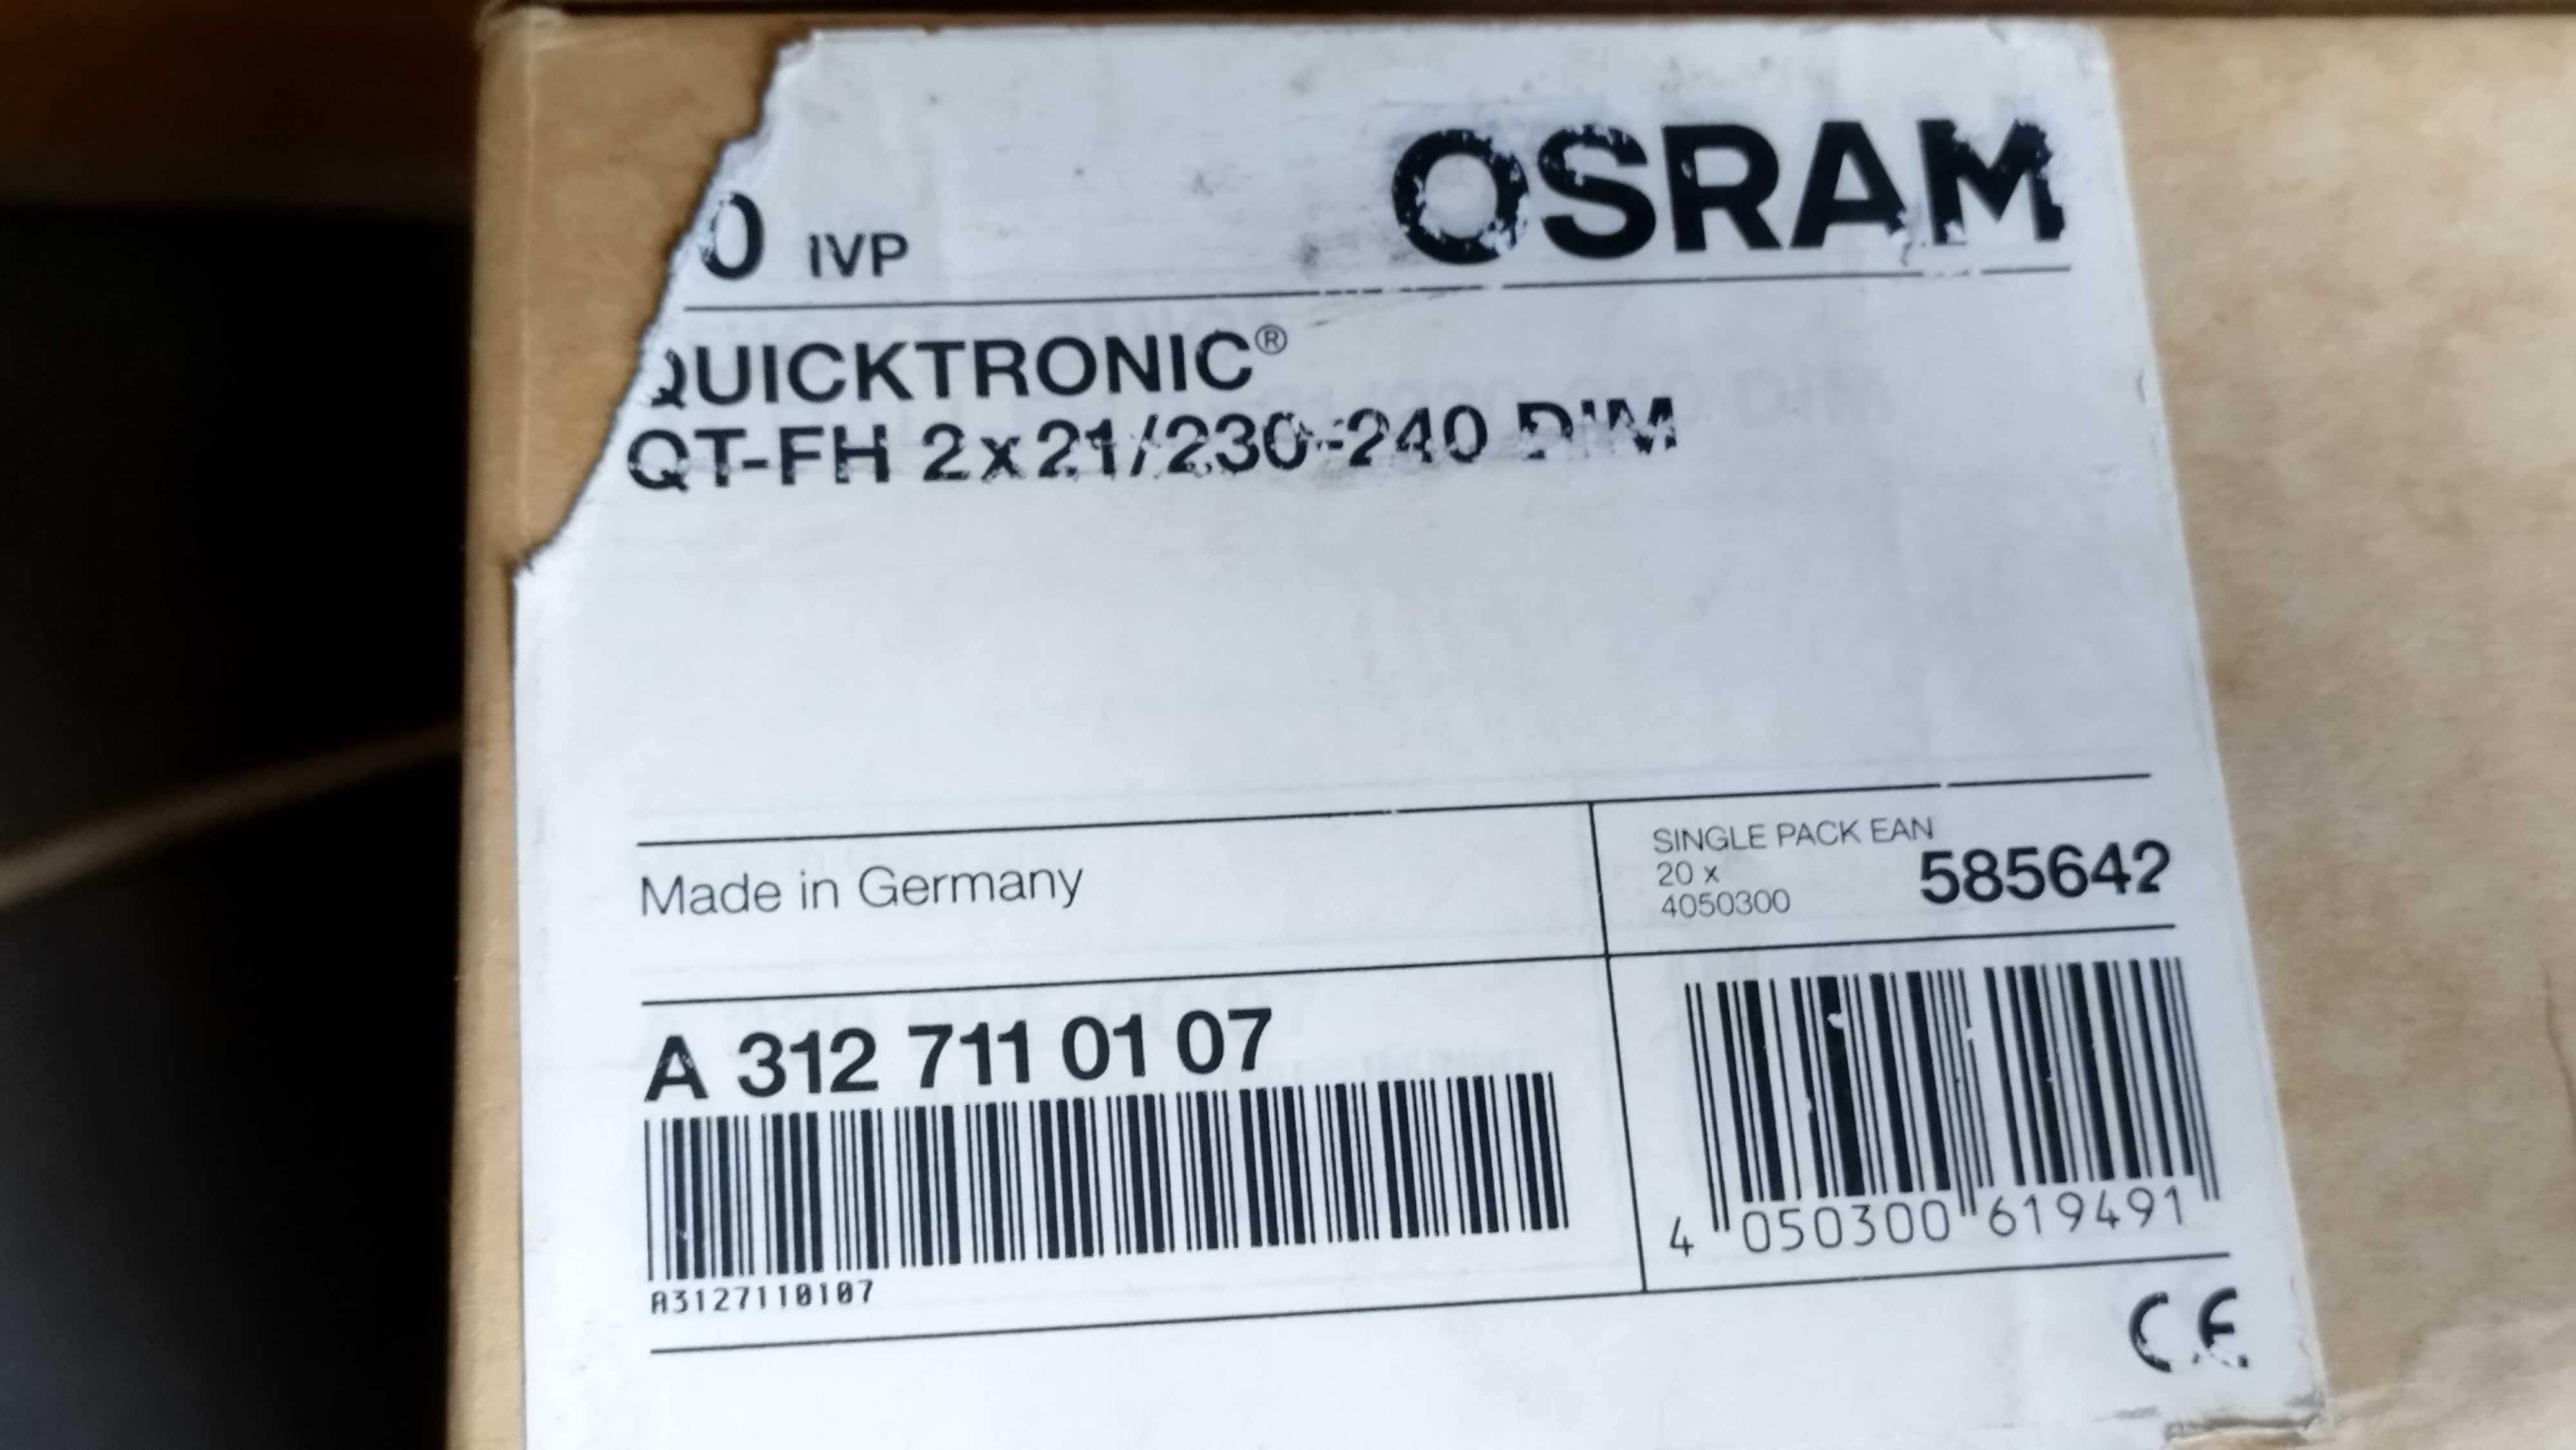 0 IVP
OSRAM
QUICKTRONIC®
QT-FH 2x21/230-240 DIM
Made in Germany
SINGLE PACK EAN
20 x
4050300 585642
A 312 711 01 07
A3127110107
4 050300 619491
CE